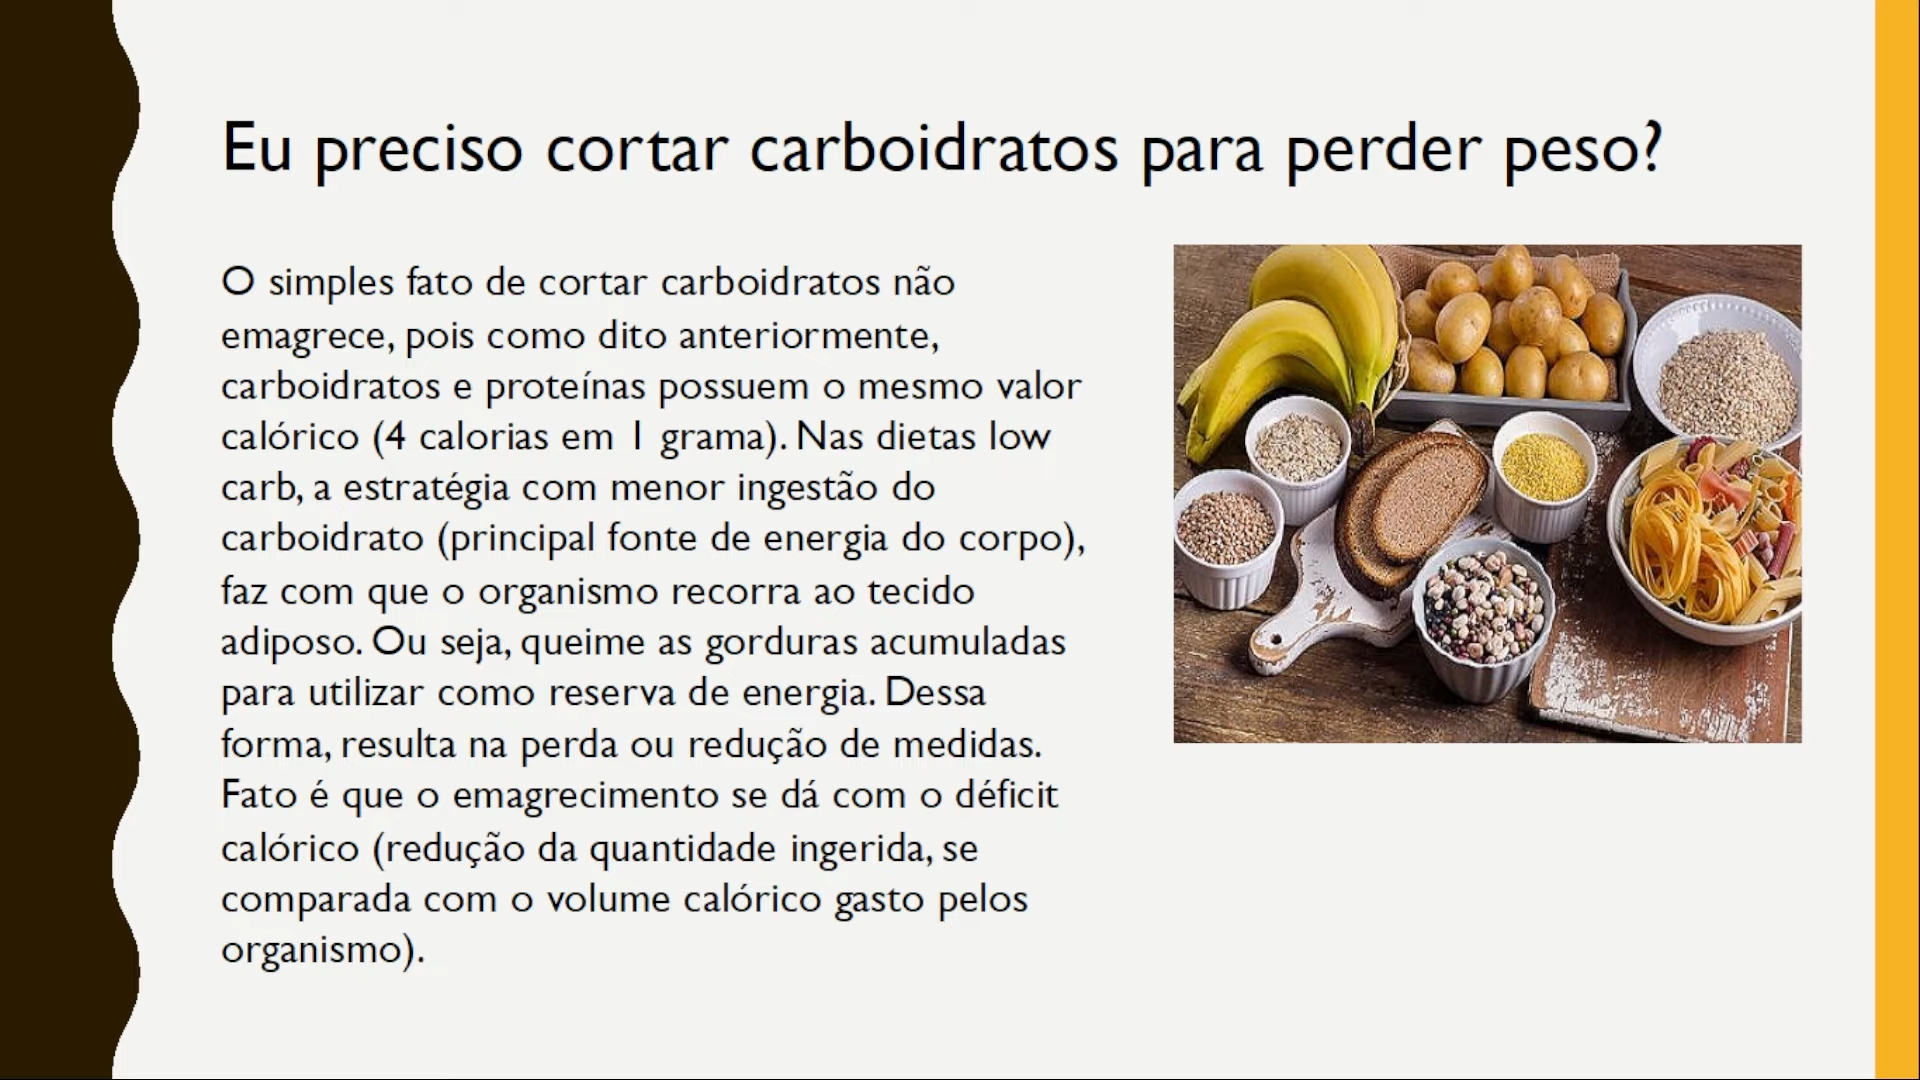 Eu preciso cortar carboidratos para perder peso?
O simples fato de cortar carboidratos não
emagrece, pois como dito anteriormente,
carboidratos e proteínas possuem o mesmo valor
calórico (4 calorias em 1 grama). Nas dietas low
carb, a estratégia com menor ingestão do
carboidrato (principal fonte de energia do corpo),
faz com que o organismo recorra ao tecido
adiposo. Ou seja, queime as gorduras acumuladas
para utilizar como reserva de energia. Dessa
forma, resulta na perda ou redução de medidas.
Fato é que o emagrecimento se dá com o déficit
calórico (redução da quantidade ingerida, se
comparada com o volume calórico gasto pelos
organismo).